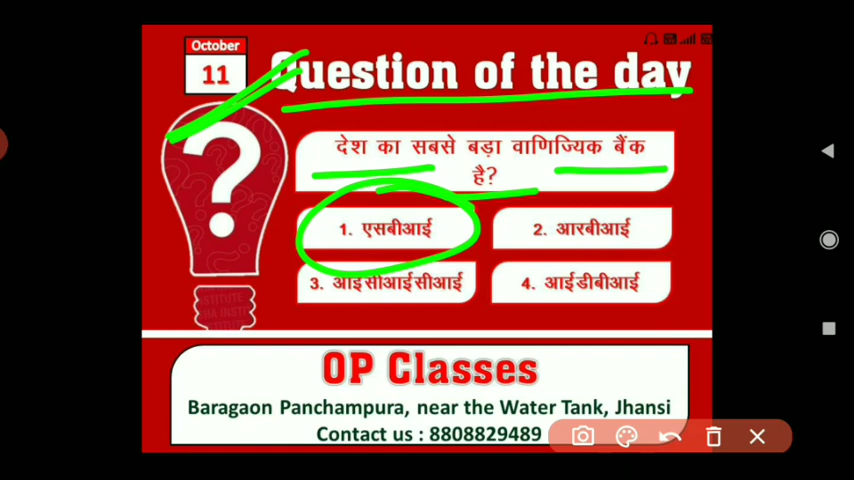 October
11
Question of the day
?
देश का सबसे बड़ा वाणिज्यिक बैंक
है?
1. एसबीआई
2. आरबीआई
3. आईसीआईसीआई
4. आईडीबीआई
OP Classes
Baragaon Panchampura, near the Water Tank, Jhansi
Contact us : 8808829489